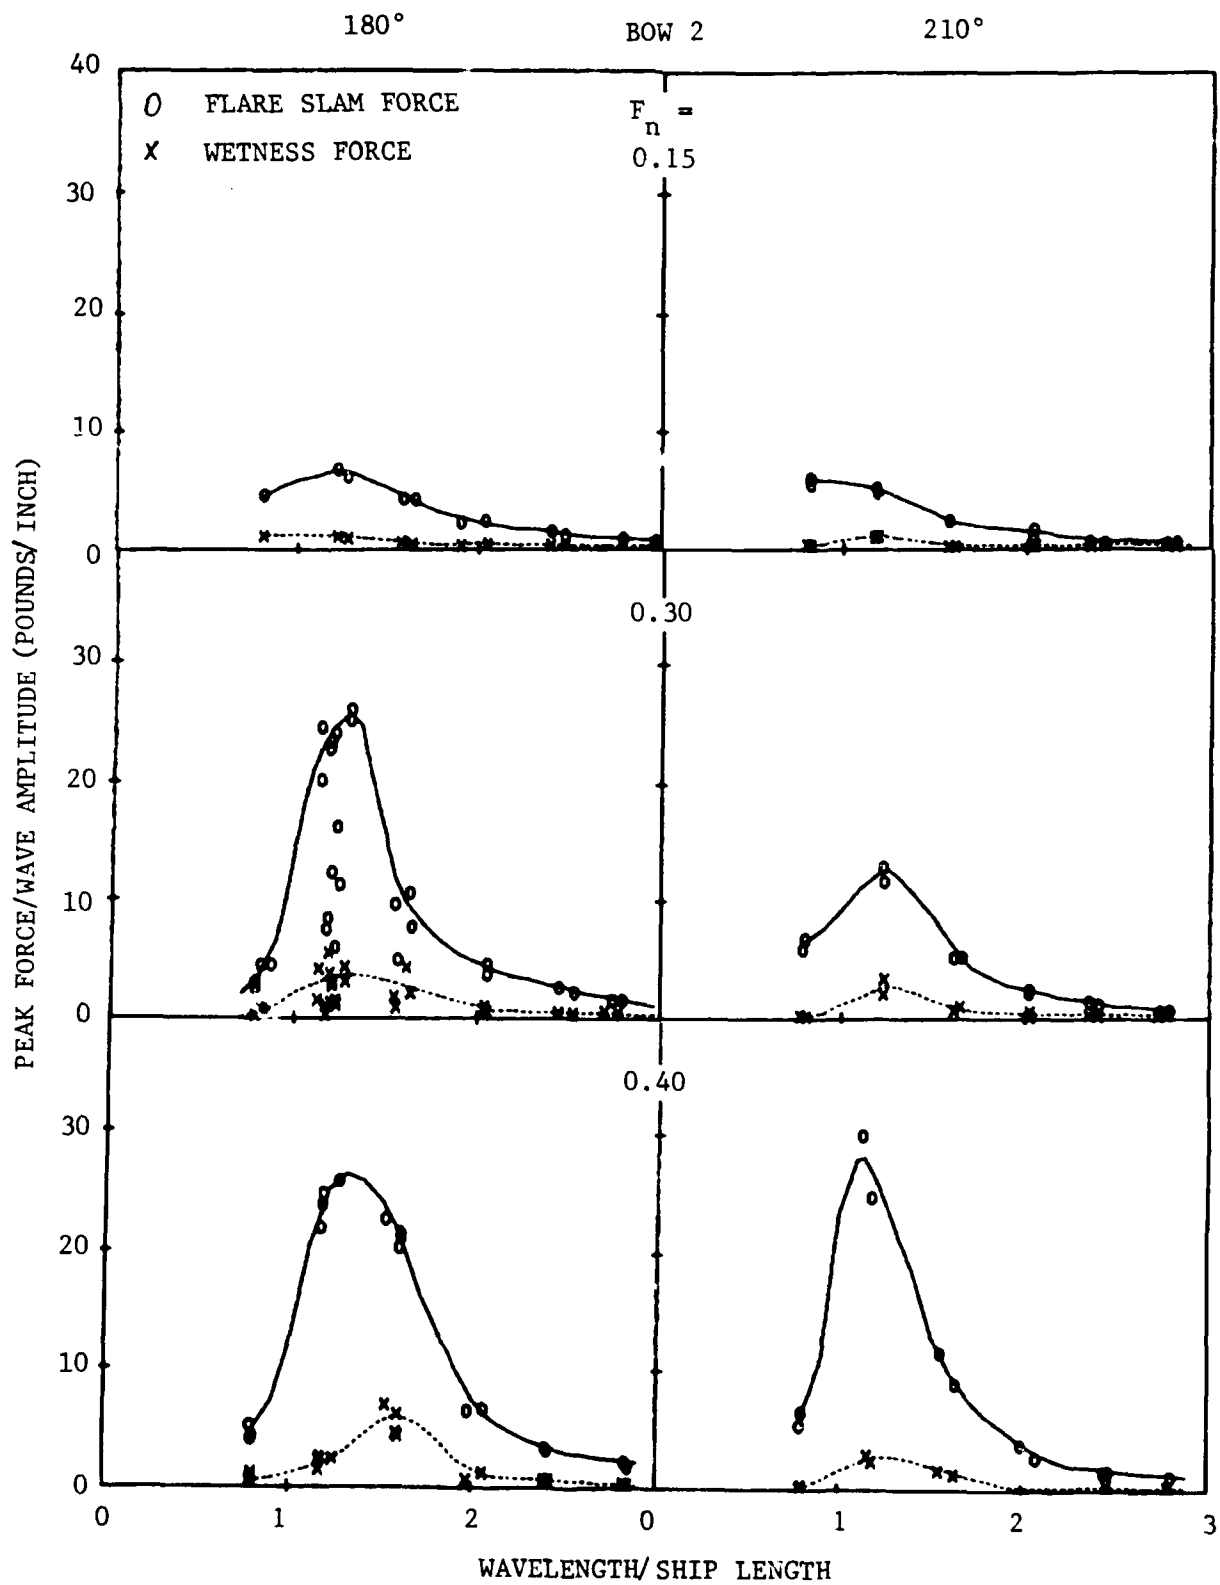 180°
BOW 2
210°
40
O FLARE SLAM FORCE
X WETNESS FORCE
Fn =
0.15
30
20
10
0
0.30
30
20
10
0
0.40
30
20
10
0
PEAK FORCE/WAVE AMPLITUDE (POUNDS/INCH)
0 1 2 0 1 2 3
WAVELENGTH/SHIP LENGTH